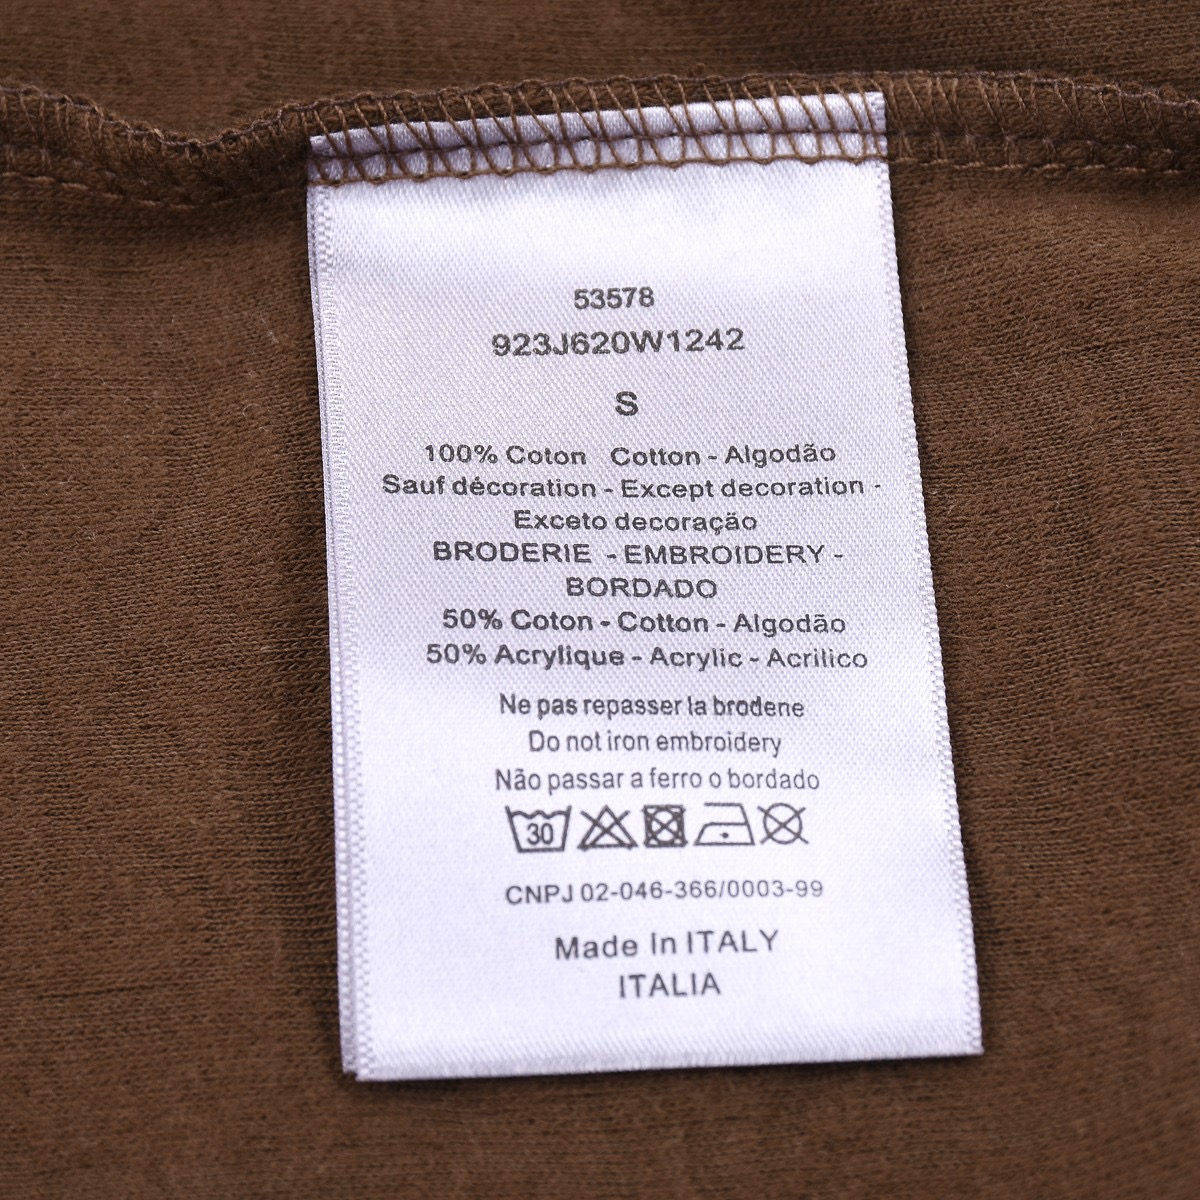 53578
923J620W1242
S
100% Coton Cotton - Algodão
Sauf décoration - Except decoration -
Exceto decoração
BRODERIE - EMBROIDERY -
BORDADO
50% Coton - Cotton - Algodão
50% Acrylique - Acrylic - Acrilico
Ne pas repasser la brodene
Do not iron embroidery
Não passar a ferro o bordado
30
CNPJ 02-046-366/0003-99
Made In ITALY
ITALIA